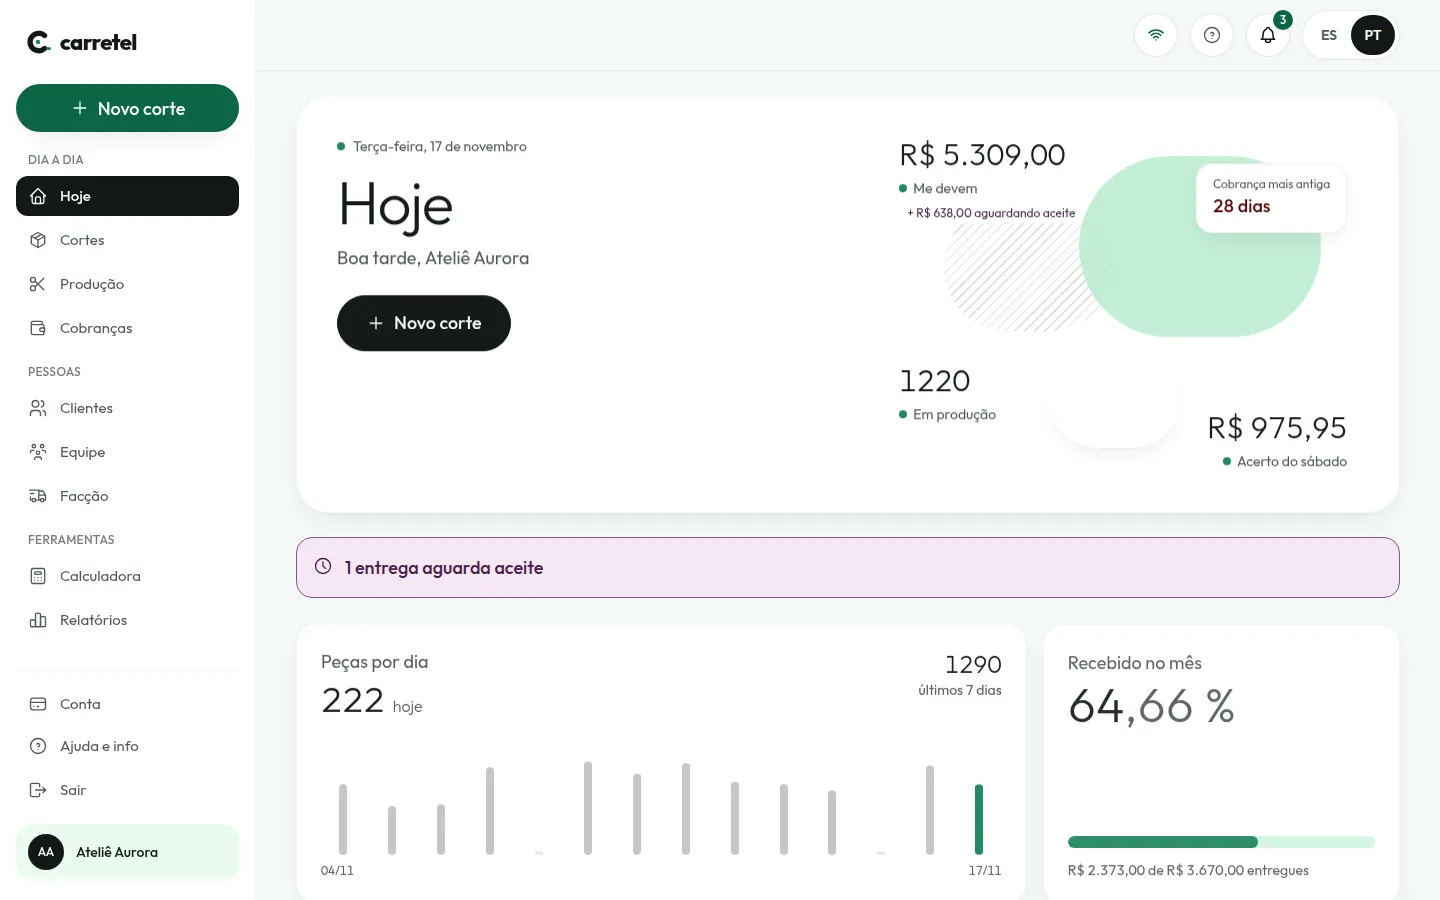 carretel
Novo corte
DIA A DIA
Hoje
Cortes
Produção
Cobranças
PESSOAS
Clientes
Equipe
Facção
FERRAMENTAS
Calculadora
Relatórios
Conta
Ajuda e info
Sair
AA
Ateliê Aurora
3
ES
PT
Terça-feira, 17 de novembro
Hoje
Boa tarde, Ateliê Aurora
Novo corte
R$ 5.309,00
Me devem
+ R$ 638,00 aguardando aceite
Cobrança mais antiga
28 dias
1220
Em produção
R$ 975,95
Acerto do sábado
1 entrega aguarda aceite
Peças por dia
222 hoje
1290
últimos 7 dias
04/11
17/11
Recebido no mês
64,66 %
R$ 2.373,00 de R$ 3.670,00 entregues